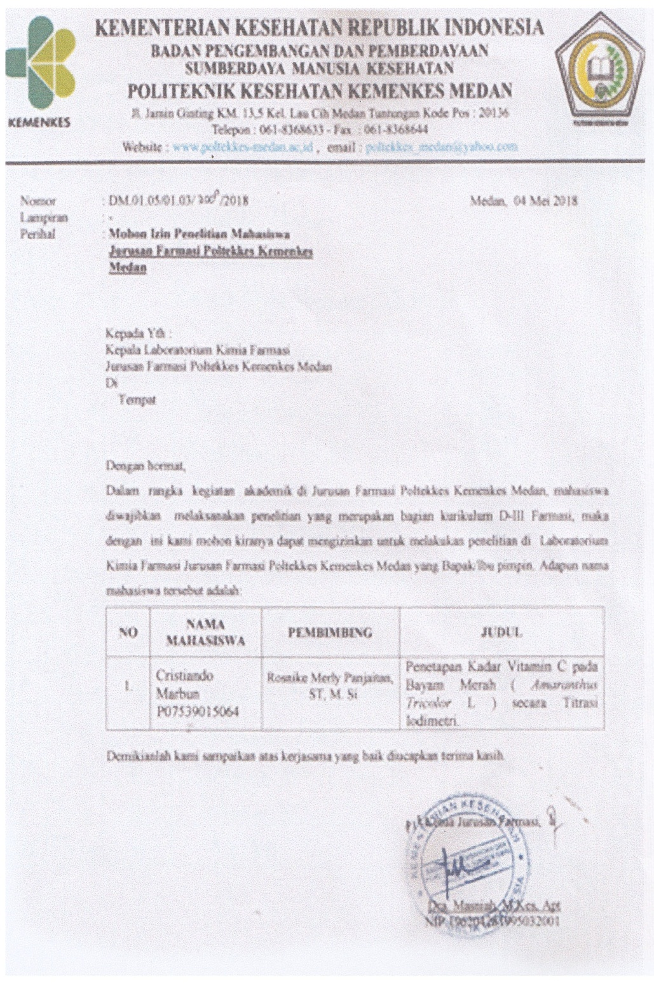 KEMENTERIAN KESEHATAN REPUBLIK INDONESIA
BADAN PENGEMBANGAN DAN PEMBERDAYAAN
SUMBERDAYA MANUSIA KESEHATAN
POLITEKNIK KESEHATAN KEMENKES MEDAN
KEMENKES
Jl. Jamin Ginting KM. 13,5 Kel. Lau Cih Medan Tuntungan Kode Pos : 20136
Telepon : 061-8368633 - Fax : 061-8368644
Website : www.poltekkes-medan.ac.id , email : poltekkes_medan@yahoo.com
Nomor : DM.01.05/01.03/ /2018 Medan, 04 Mei 2018
Lampiran : -
Perihal : Mohon Izin Penelitian Mahasiswa
Jurusan Farmasi Poltekkes Kemenkes
Medan
Kepada Yth :
Kepala Laboratorium Kimia Farmasi
Jurusan Farmasi Poltekkes Kemenkes Medan
Di
Tempat
Dengan hormat,
Dalam rangka kegiatan akademik di Jurusan Farmasi Poltekkes Kemenkes Medan, mahasiswa
diwajibkan melaksanakan penelitian yang merupakan bagian kurikulum D-III Farmasi, maka
dengan ini kami mohon kiranya dapat mengizinkan untuk melakukan penelitian di Laboratorium
Kimia Farmasi Jurusan Farmasi Poltekkes Kemenkes Medan yang Bapak/Ibu pimpin. Adapun nama
mahasiswa tersebut adalah:
NO NAMA MAHASISWA PEMBIMBING JUDUL
1. Cristiando Marbun P07539015064
Rosnike Merly Panjaitan, ST, M. Si
Penetapan Kadar Vitamin C pada
Bayam Merah ( Amaranthus
Tricolor L ) secara Titrasi
Iodimetri.
Demikianlah kami sampaikan atas kerjasama yang baik diucapkan terima kasih.
Ketua Jurusan Farmasi,
Dra. Masniah, M.Kes, Apt
NIP.196204281995032001